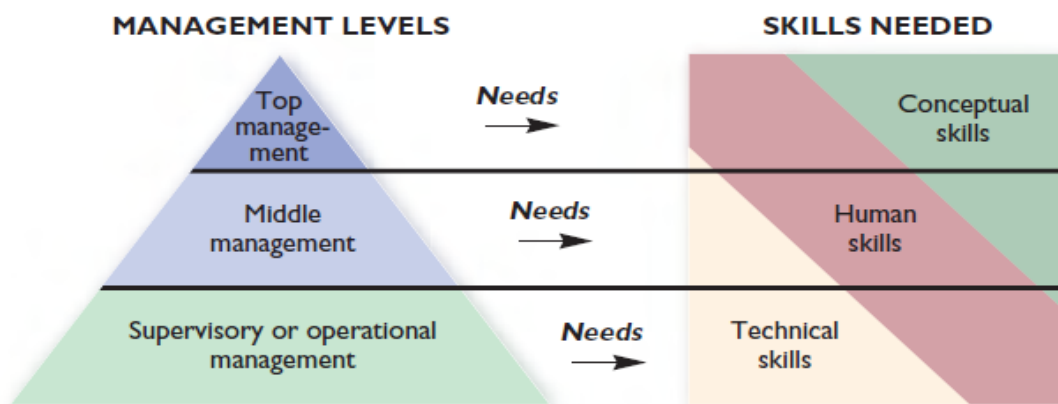 MANAGEMENT LEVELS
SKILLS NEEDED
Top
manage-
ment
Needs
Conceptual
skills
Middle
management
Needs
Human
skills
Supervisory or operational
management
Needs
Technical
skills